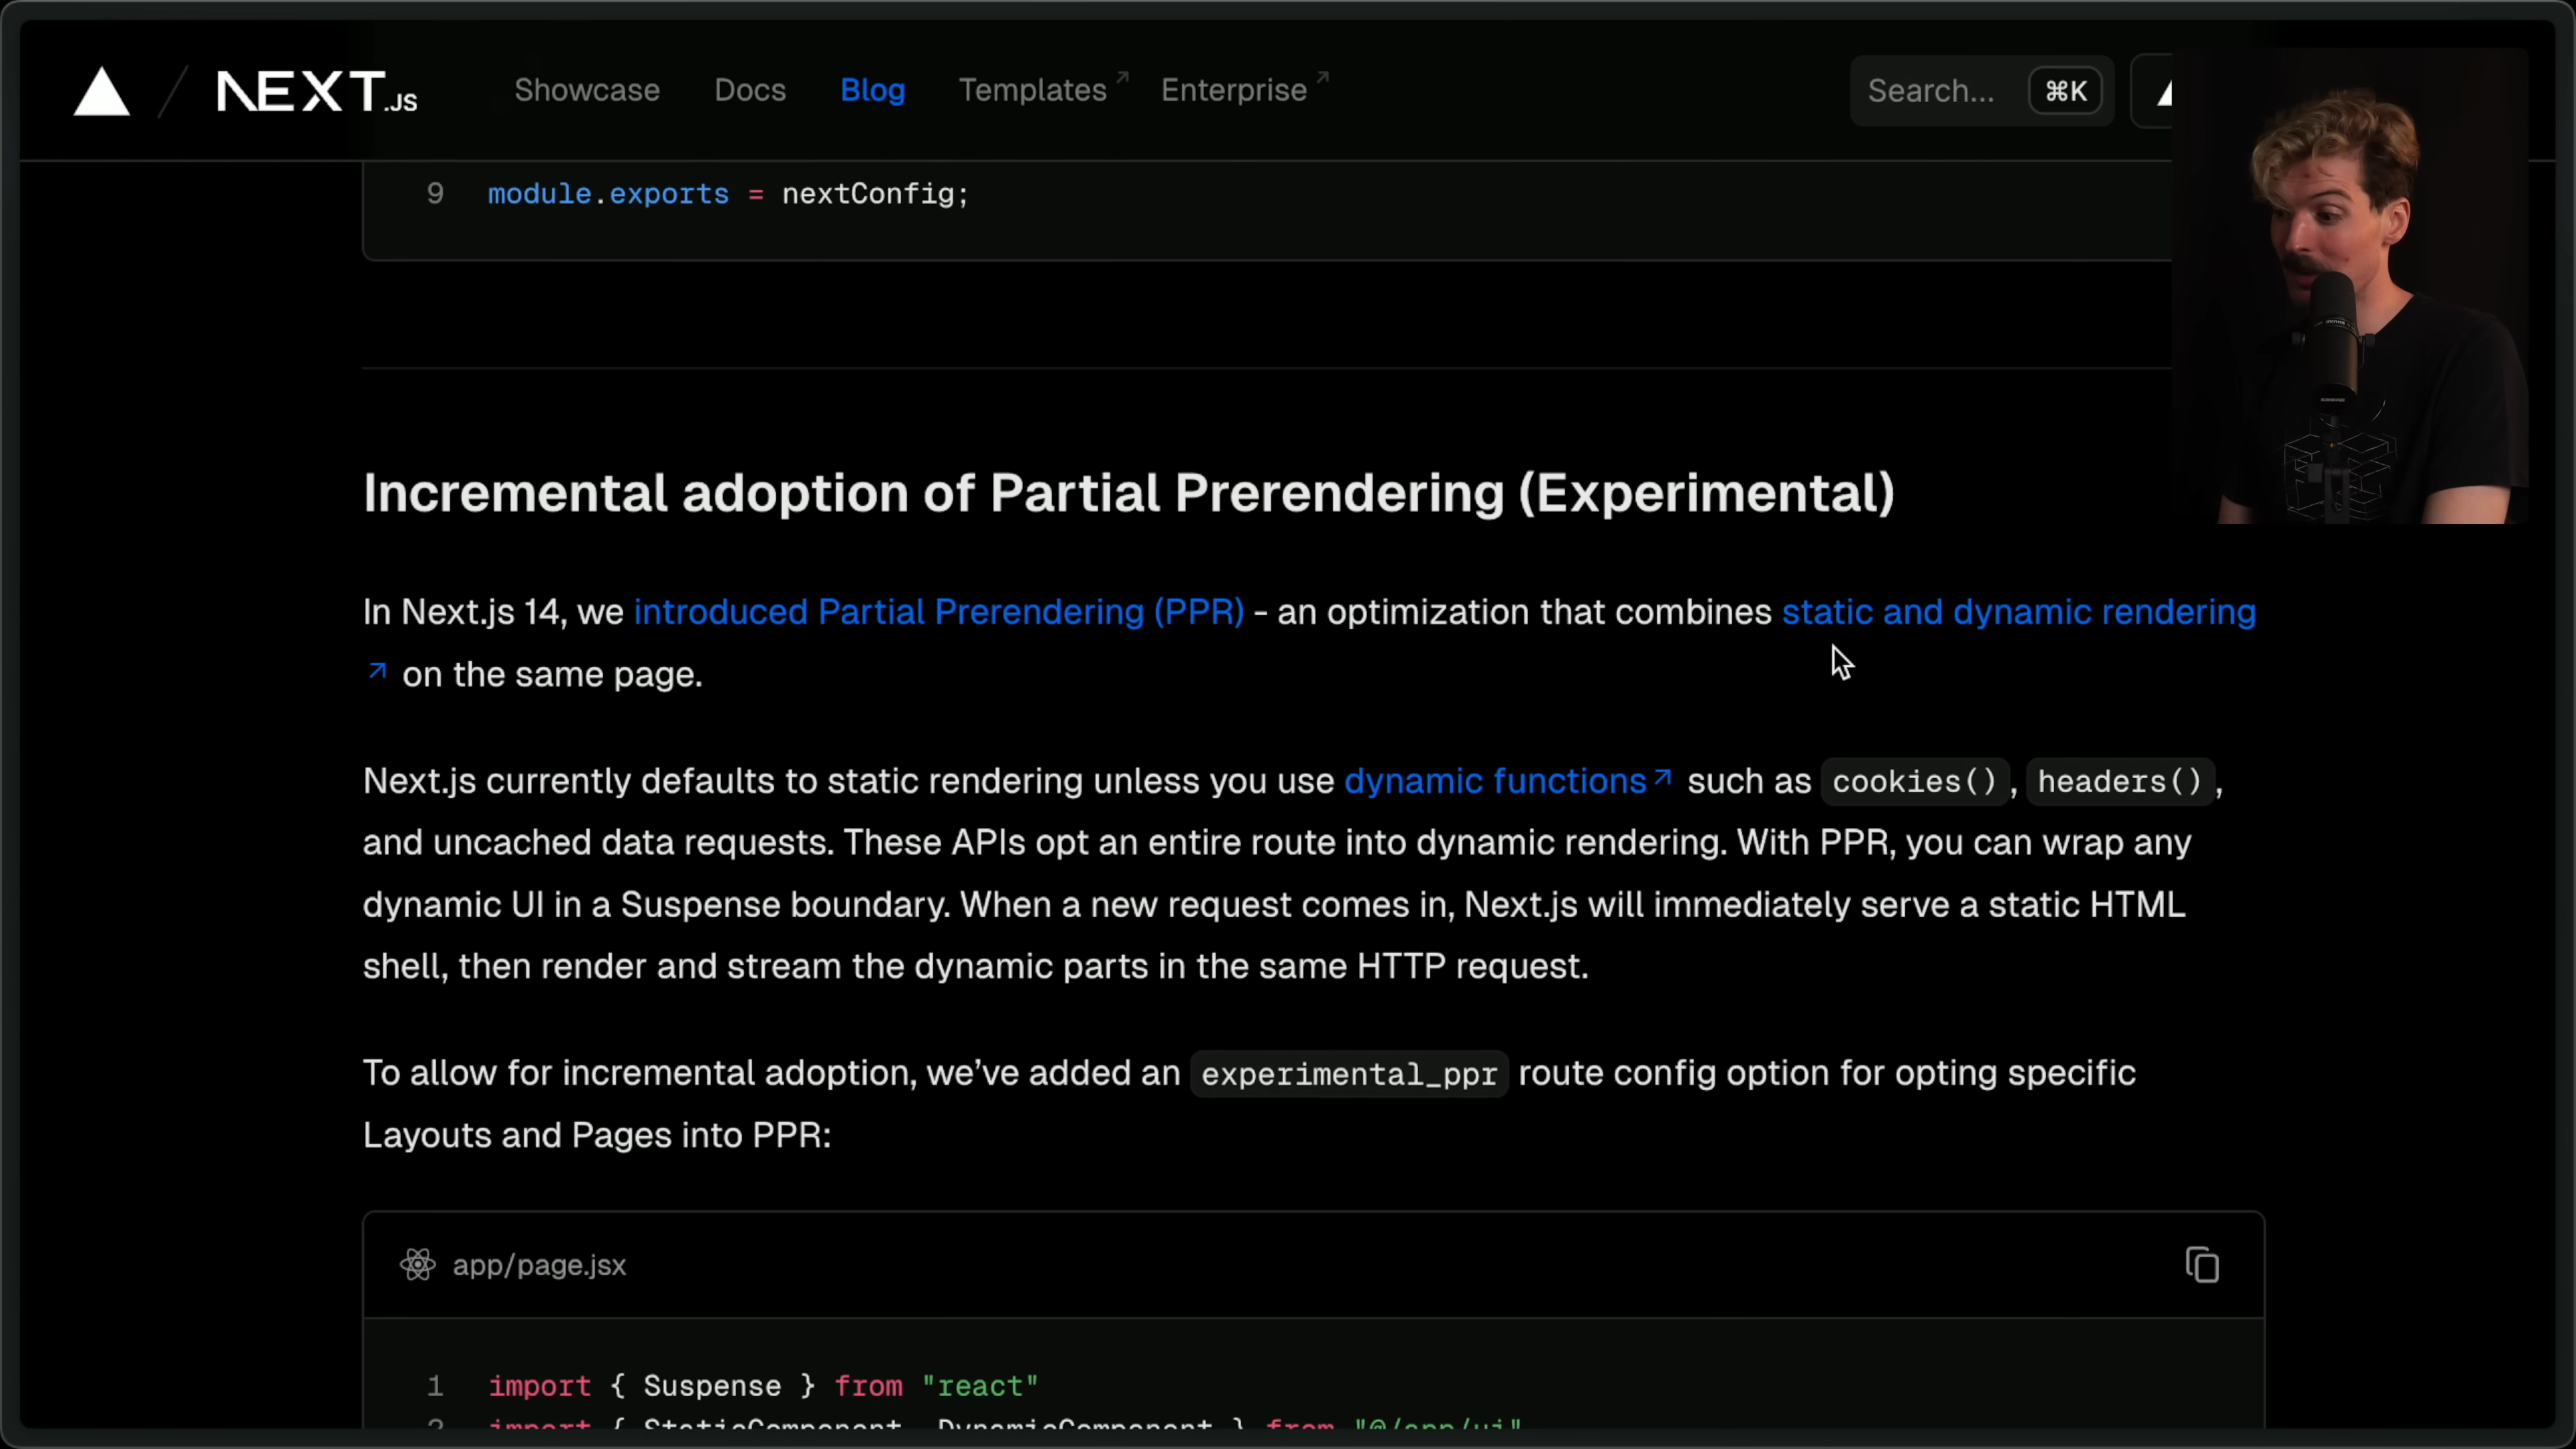 NEXT.JS
Showcase Docs Blog Templates Enterprise Search... ⌘K
9 module.exports = nextConfig;
Incremental adoption of Partial Prerendering (Experimental)
In Next.js 14, we introduced Partial Prerendering (PPR) - an optimization that combines static and dynamic rendering
on the same page.
Next.js currently defaults to static rendering unless you use dynamic functions such as cookies(), headers(),
and uncached data requests. These APIs opt an entire route into dynamic rendering. With PPR, you can wrap any
dynamic UI in a Suspense boundary. When a new request comes in, Next.js will immediately serve a static HTML
shell, then render and stream the dynamic parts in the same HTTP request.
To allow for incremental adoption, we’ve added an experimental_ppr route config option for opting specific
Layouts and Pages into PPR:
app/page.jsx
1 import { Suspense } from "react"
2 import { StaticComponent, DynamicComponent } from "@/app/ui"